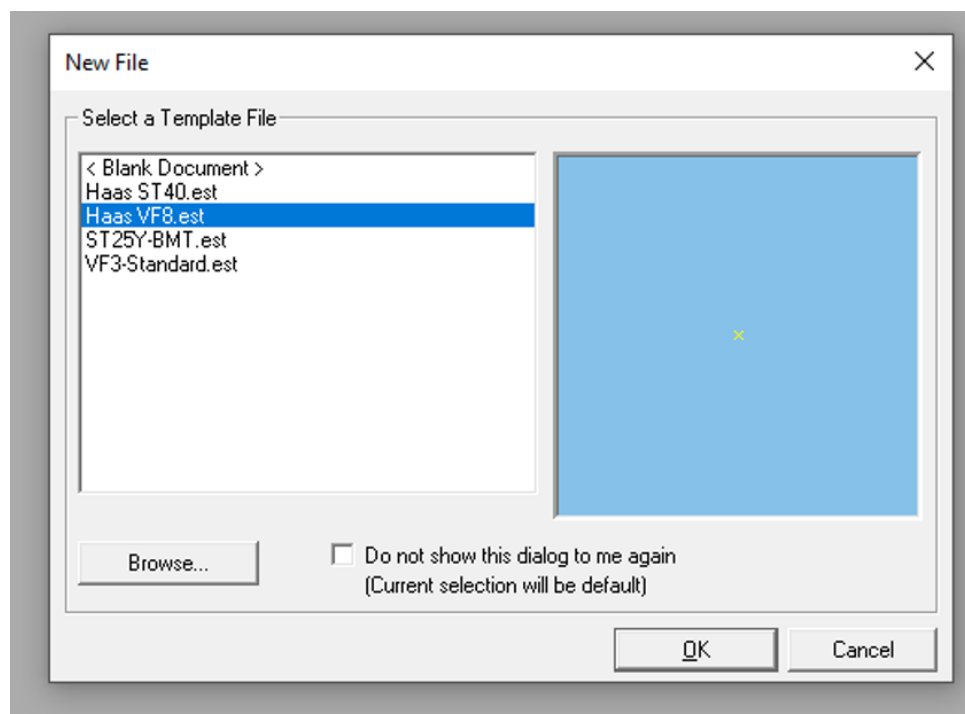 New File
Select a Template File
< Blank Document >
Haas ST40.est
Haas VF8.est
ST25Y-BMT.est
VF3-Standard.est
Browse...
Do not show this dialog to me again
(Current selection will be default)
OK
Cancel